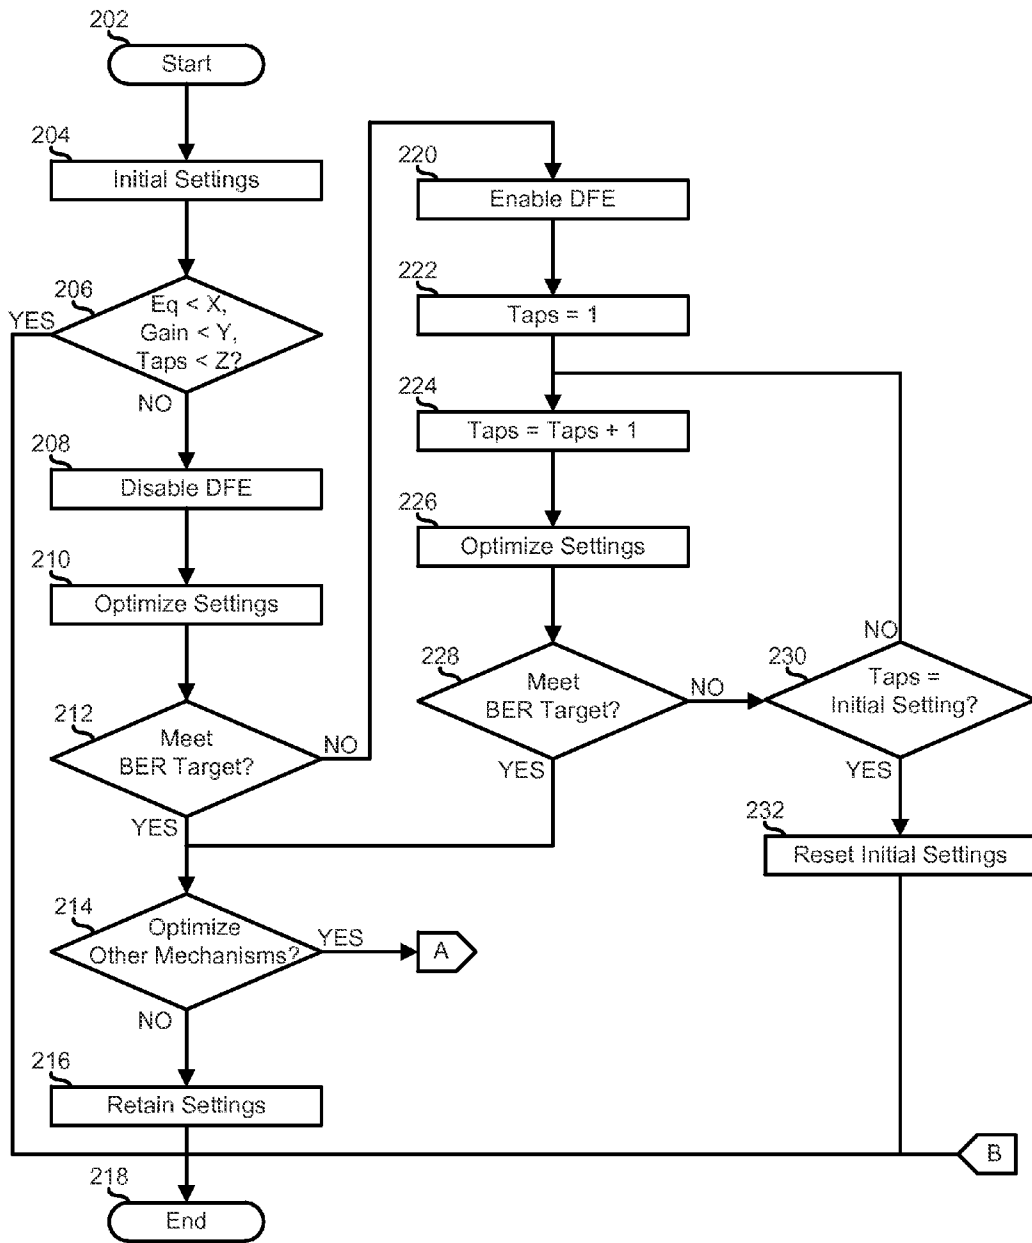 202
Start
204
Initial Settings
206
YES
Eq < X,
Gain < Y,
Taps < Z?
NO
208
Disable DFE
210
Optimize Settings
212
Meet
BER Target?
NO
YES
214
Optimize
Other Mechanisms?
YES
A
NO
216
Retain Settings
218
End
220
Enable DFE
222
Taps = 1
224
Taps = Taps + 1
226
Optimize Settings
228
Meet
BER Target?
NO
YES
230
NO
Taps =
Initial Setting?
YES
232
Reset Initial Settings
B